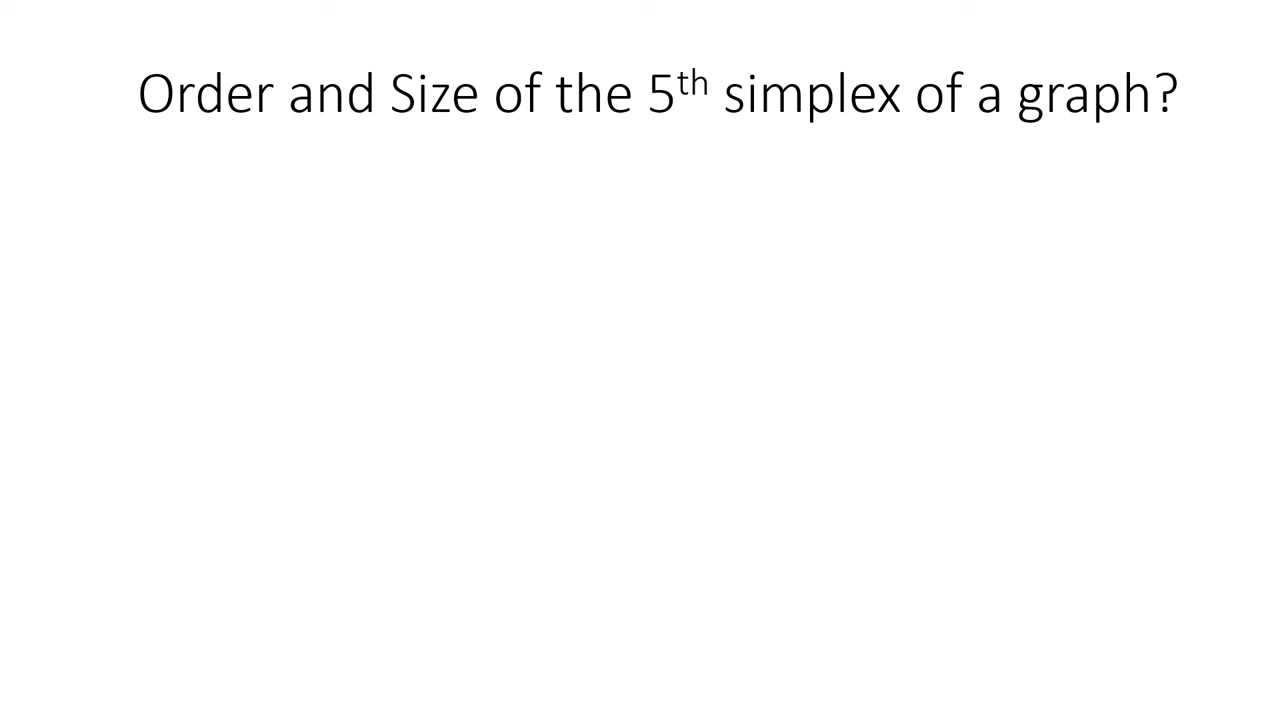 Order and Size of the 5th simplex of a graph?